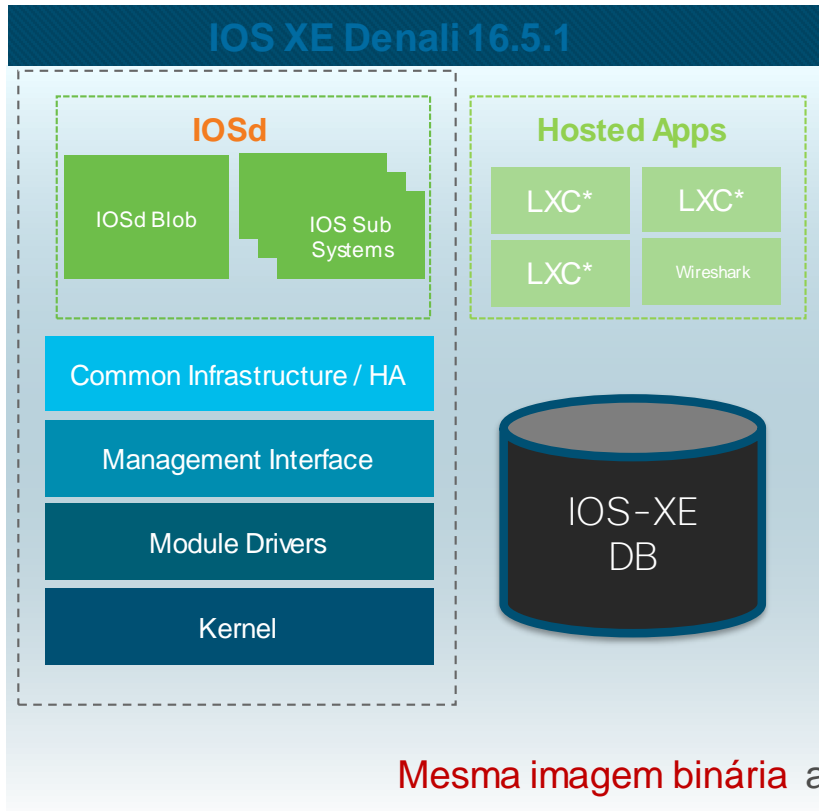 IOS XE Denali 16.5.1
IOSd
IOSd Blob
IOS Sub
Systems
Hosted Apps
LXC*
LXC*
LXC*
Wireshark
Common Infrastructure / HA
Management Interface
Module Drivers
Kernel
IOS-XE
DB
Mesma imagem binária a